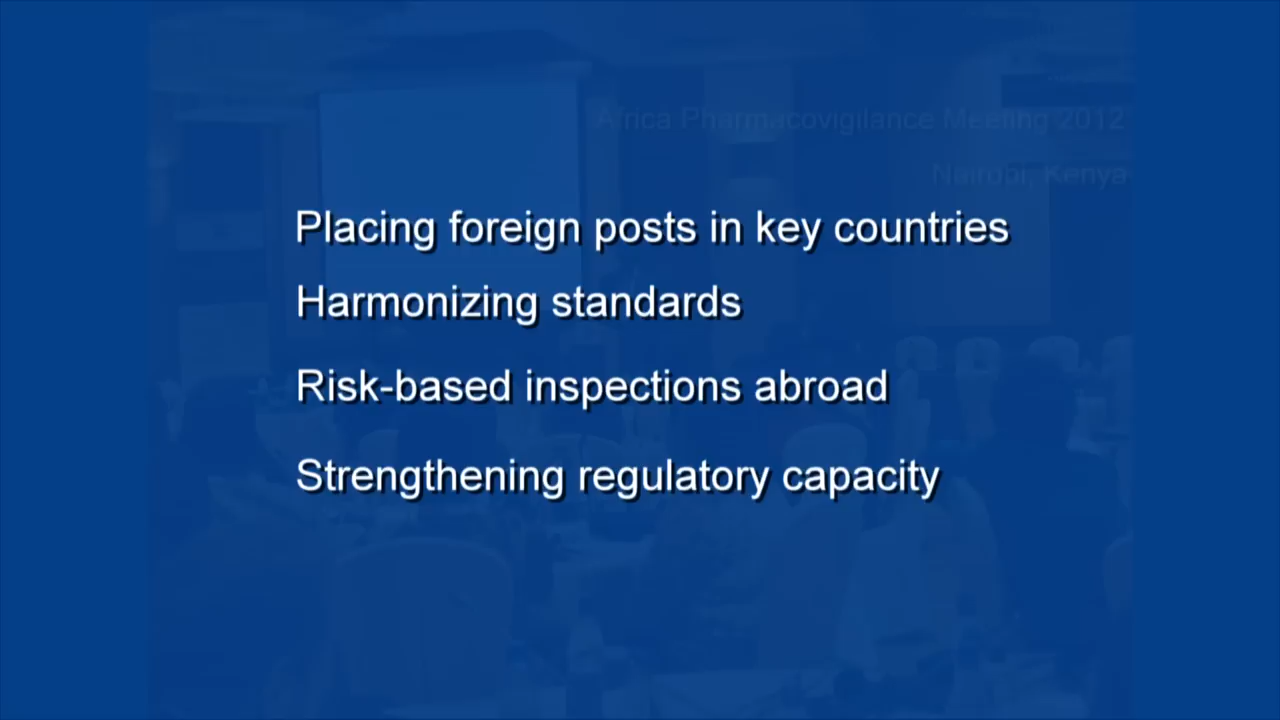 Africa Pharmacovigilance Meeting 2012
Nairobi, Kenya
Placing foreign posts in key countries
Harmonizing standards
Risk-based inspections abroad
Strengthening regulatory capacity